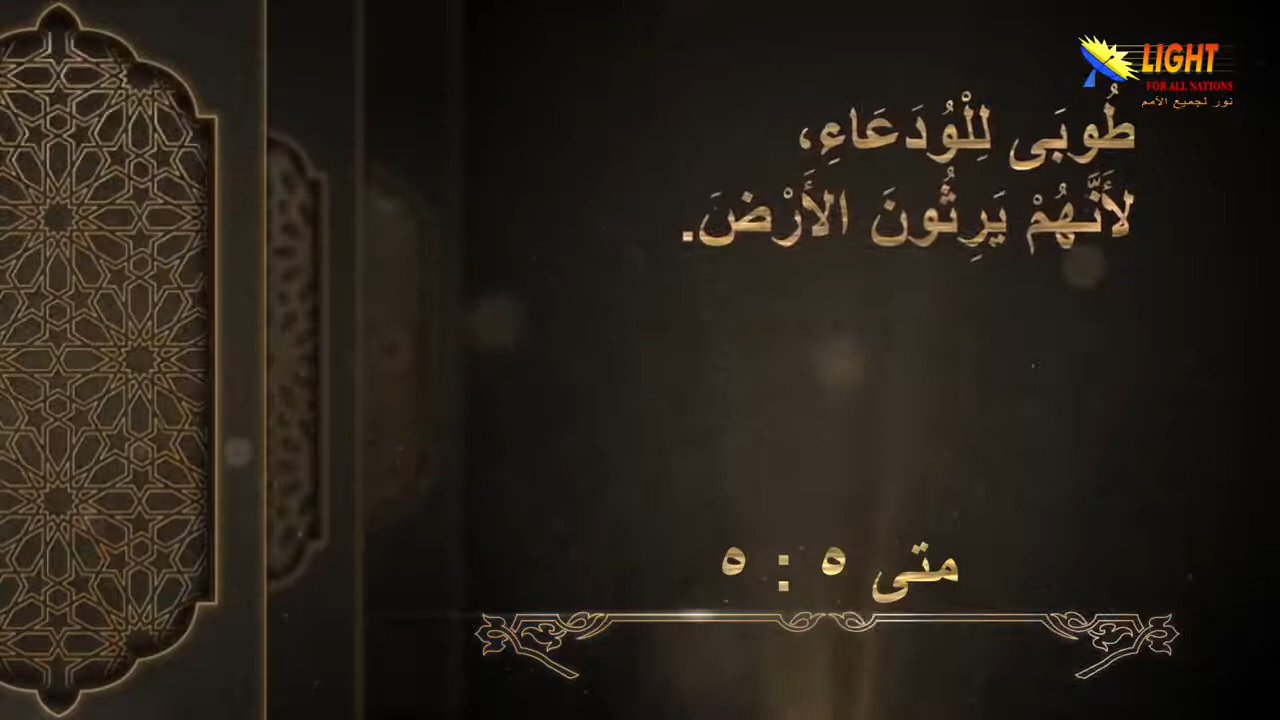 LIGHT
FOR ALL NATIONS
نور لجميع الأمم
طُوبَى لِلْوُدَعَاءِ،
لأَنَّهُمْ يَرِثُونَ الأَرْضَ.
متى ٥ : ٥